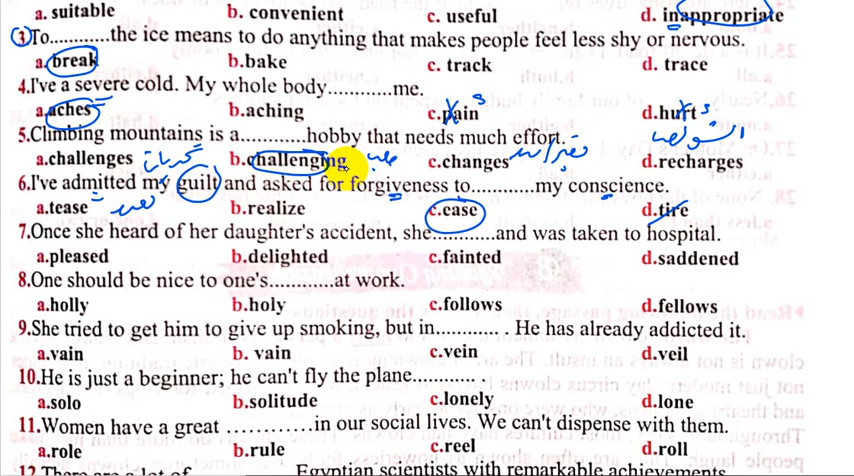 a. suitable b. convenient c. useful d. inappropriate
3 To...........the ice means to do anything that makes people feel less shy or nervous.
a. break b.bake c. track d. trace
4.I've a severe cold. My whole body...........me.
a.aches b.aching c.pain s d.hurt s
5.Climbing mountains is a...........hobby that needs much effort.
a.challenges b.challenging c.changes d.recharges
6.I've admitted my guilt and asked for forgiveness to...........my conscience.
a.tease b.realize c.ease d.tire
7.Once she heard of her daughter's accident, she...........and was taken to hospital.
a.pleased b.delighted c.fainted d.saddened
8.One should be nice to one's...........at work.
a.holly b.holy c.follows d.fellows
9.She tried to get him to give up smoking, but in........... He has already addicted it.
a.vain b. vain c.vein d.veil
10.He is just a beginner; he can't fly the plane...........
a.solo b.solitude c.lonely d.lone
11.Women have a great ............in our social lives. We can't dispense with them.
a.role b.rule c.reel d.roll
Egyptian scientists with remarkable achievements